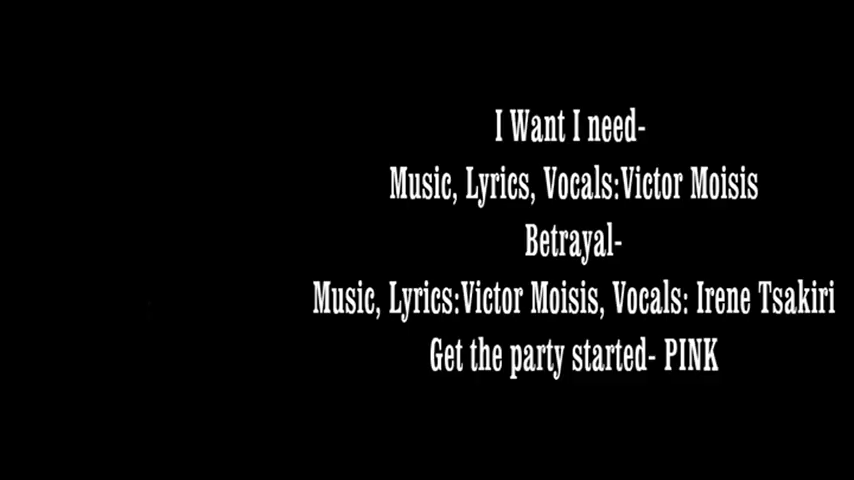 I Want I need-
Music, Lyrics, Vocals:Victor Moisis
Betrayal-
Music, Lyrics:Victor Moisis, Vocals: Irene Tsakiri
Get the party started- PINK